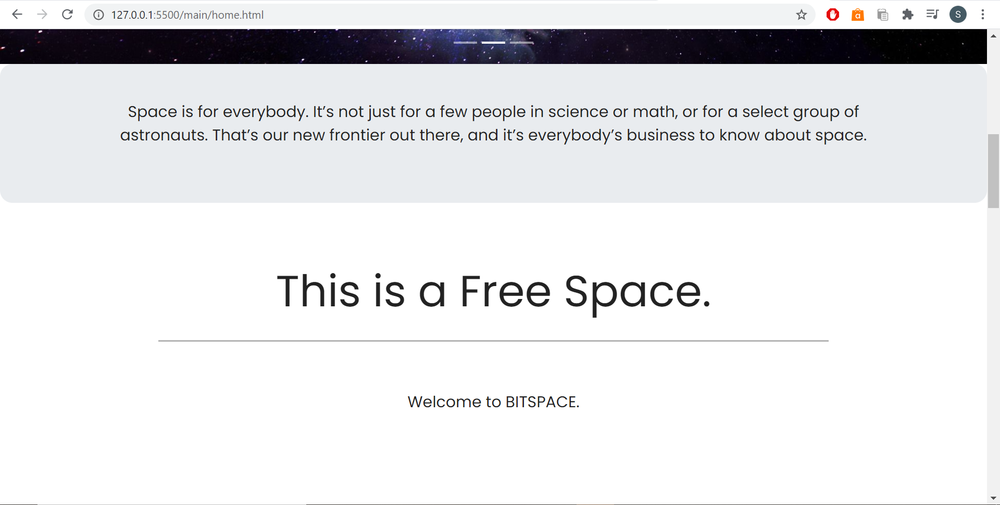 127.0.0.1:5500/main/home.html
a
S
Space is for everybody. It’s not just for a few people in science or math, or for a select group of
astronauts. That’s our new frontier out there, and it’s everybody’s business to know about space.
This is a Free Space.
Welcome to BITSPACE.